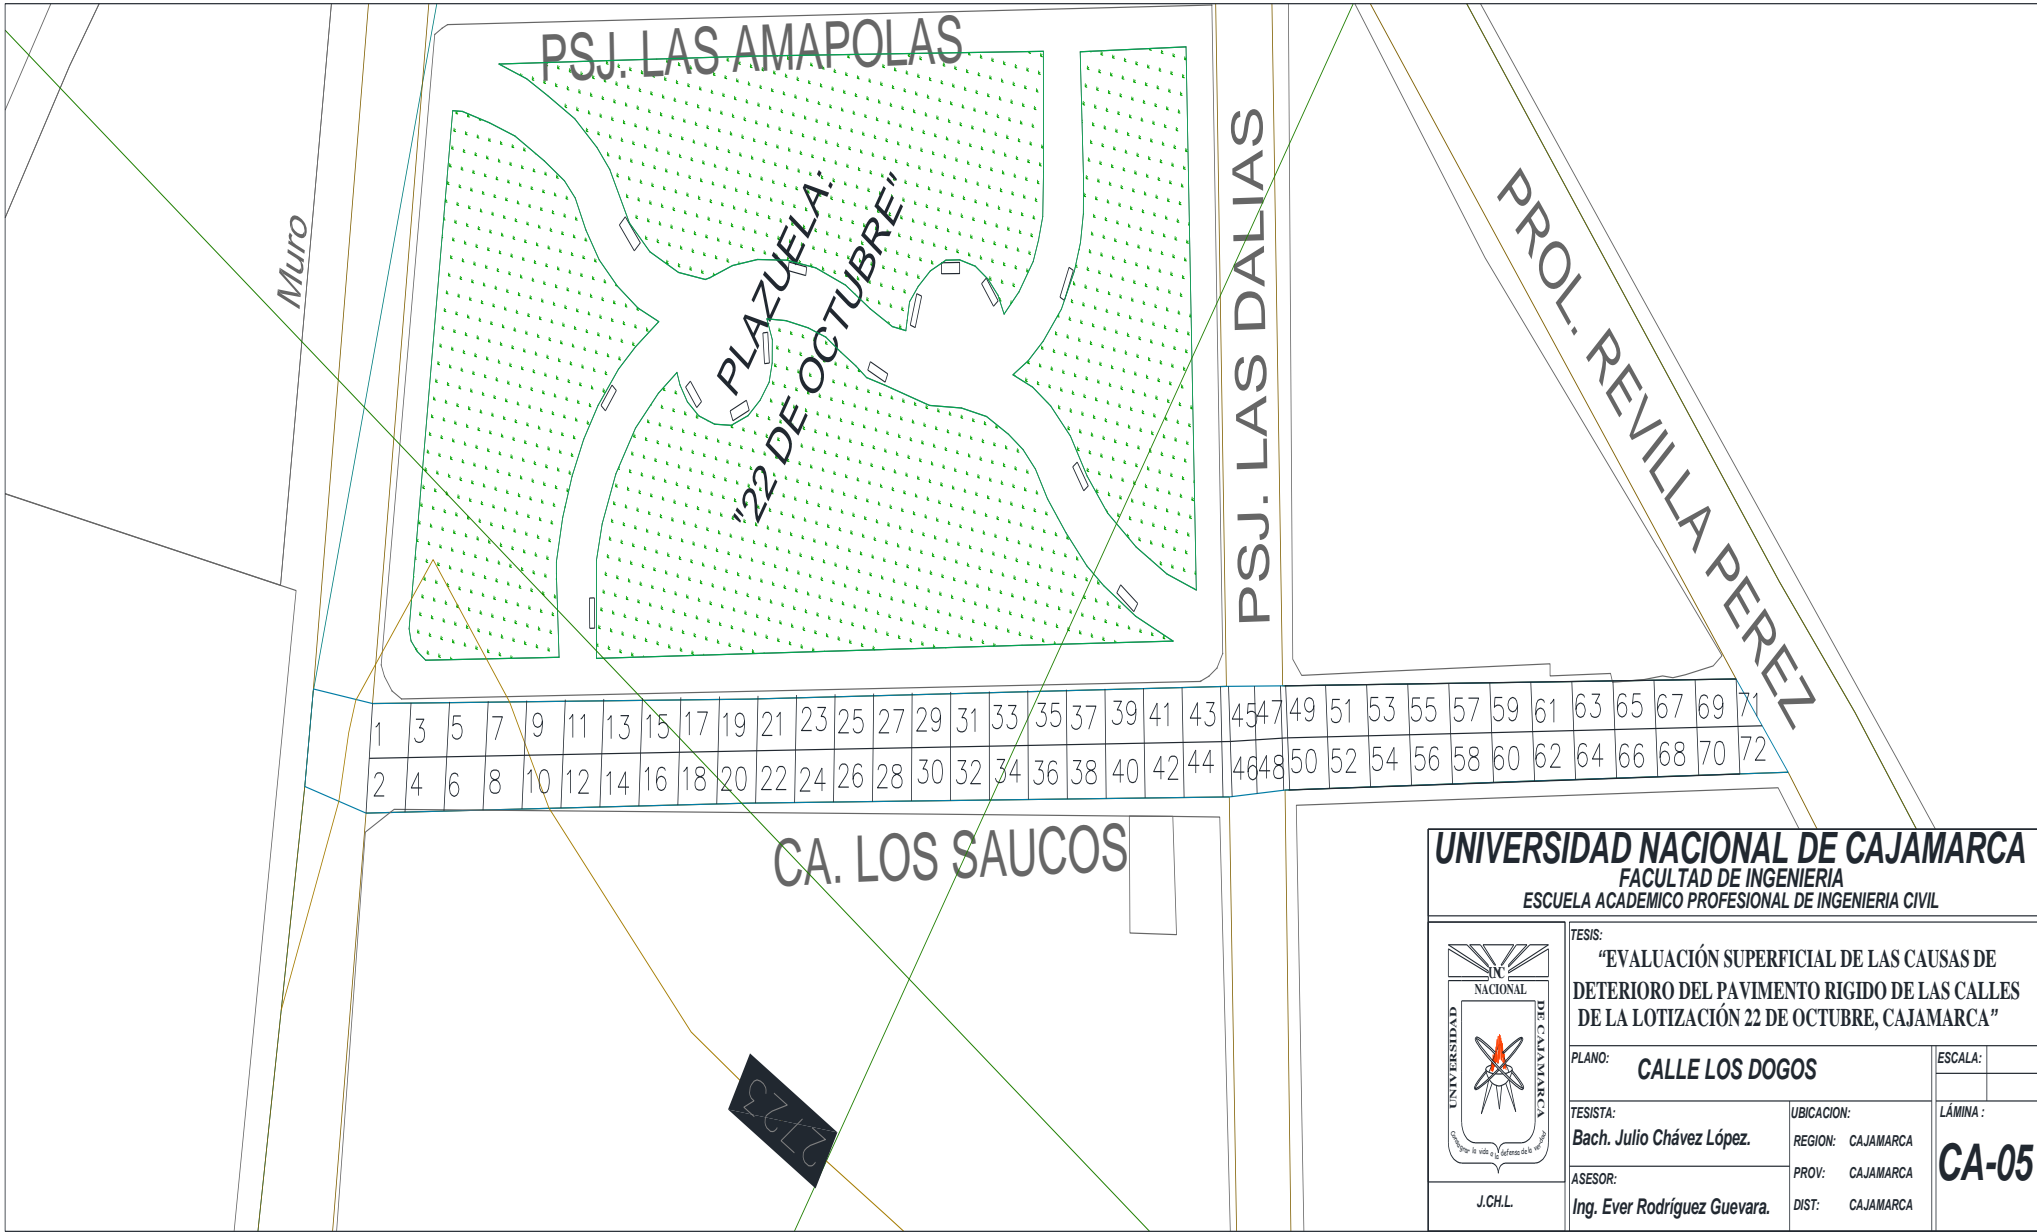 PSJ. LAS AMAPOLAS
Muro
PLAZUELA:
"22 DE OCTUBRE"
PSJ. LAS DALIAS
PROL. REVILLA PEREZ
1 3 5 7 9 11 13 15 17 19 21 23 25 27 29 31 33 35 37 39 41 43 45 47 49 51 53 55 57 59 61 63 65 67 69 71
2 4 6 8 10 12 14 16 18 20 22 24 26 28 30 32 34 36 38 40 42 44 46 48 50 52 54 56 58 60 62 64 66 68 70 72
CA. LOS SAUCOS
2723
UNIVERSIDAD NACIONAL DE CAJAMARCA
FACULTAD DE INGENIERIA
ESCUELA ACADEMICO PROFESIONAL DE INGENIERIA CIVIL
UNC
NACIONAL
UNIVERSIDAD
DE CAJAMARCA
J.CH.L.
TESIS:
"EVALUACIÓN SUPERFICIAL DE LAS CAUSAS DE
DETERIORO DEL PAVIMENTO RIGIDO DE LAS CALLES
DE LA LOTIZACIÓN 22 DE OCTUBRE, CAJAMARCA"
PLANO:
CALLE LOS DOGOS
ESCALA:
TESISTA:
Bach. Julio Chávez López.
ASESOR:
Ing. Ever Rodríguez Guevara.
UBICACION:
REGION: CAJAMARCA
PROV: CAJAMARCA
DIST: CAJAMARCA
LÁMINA :
CA-05